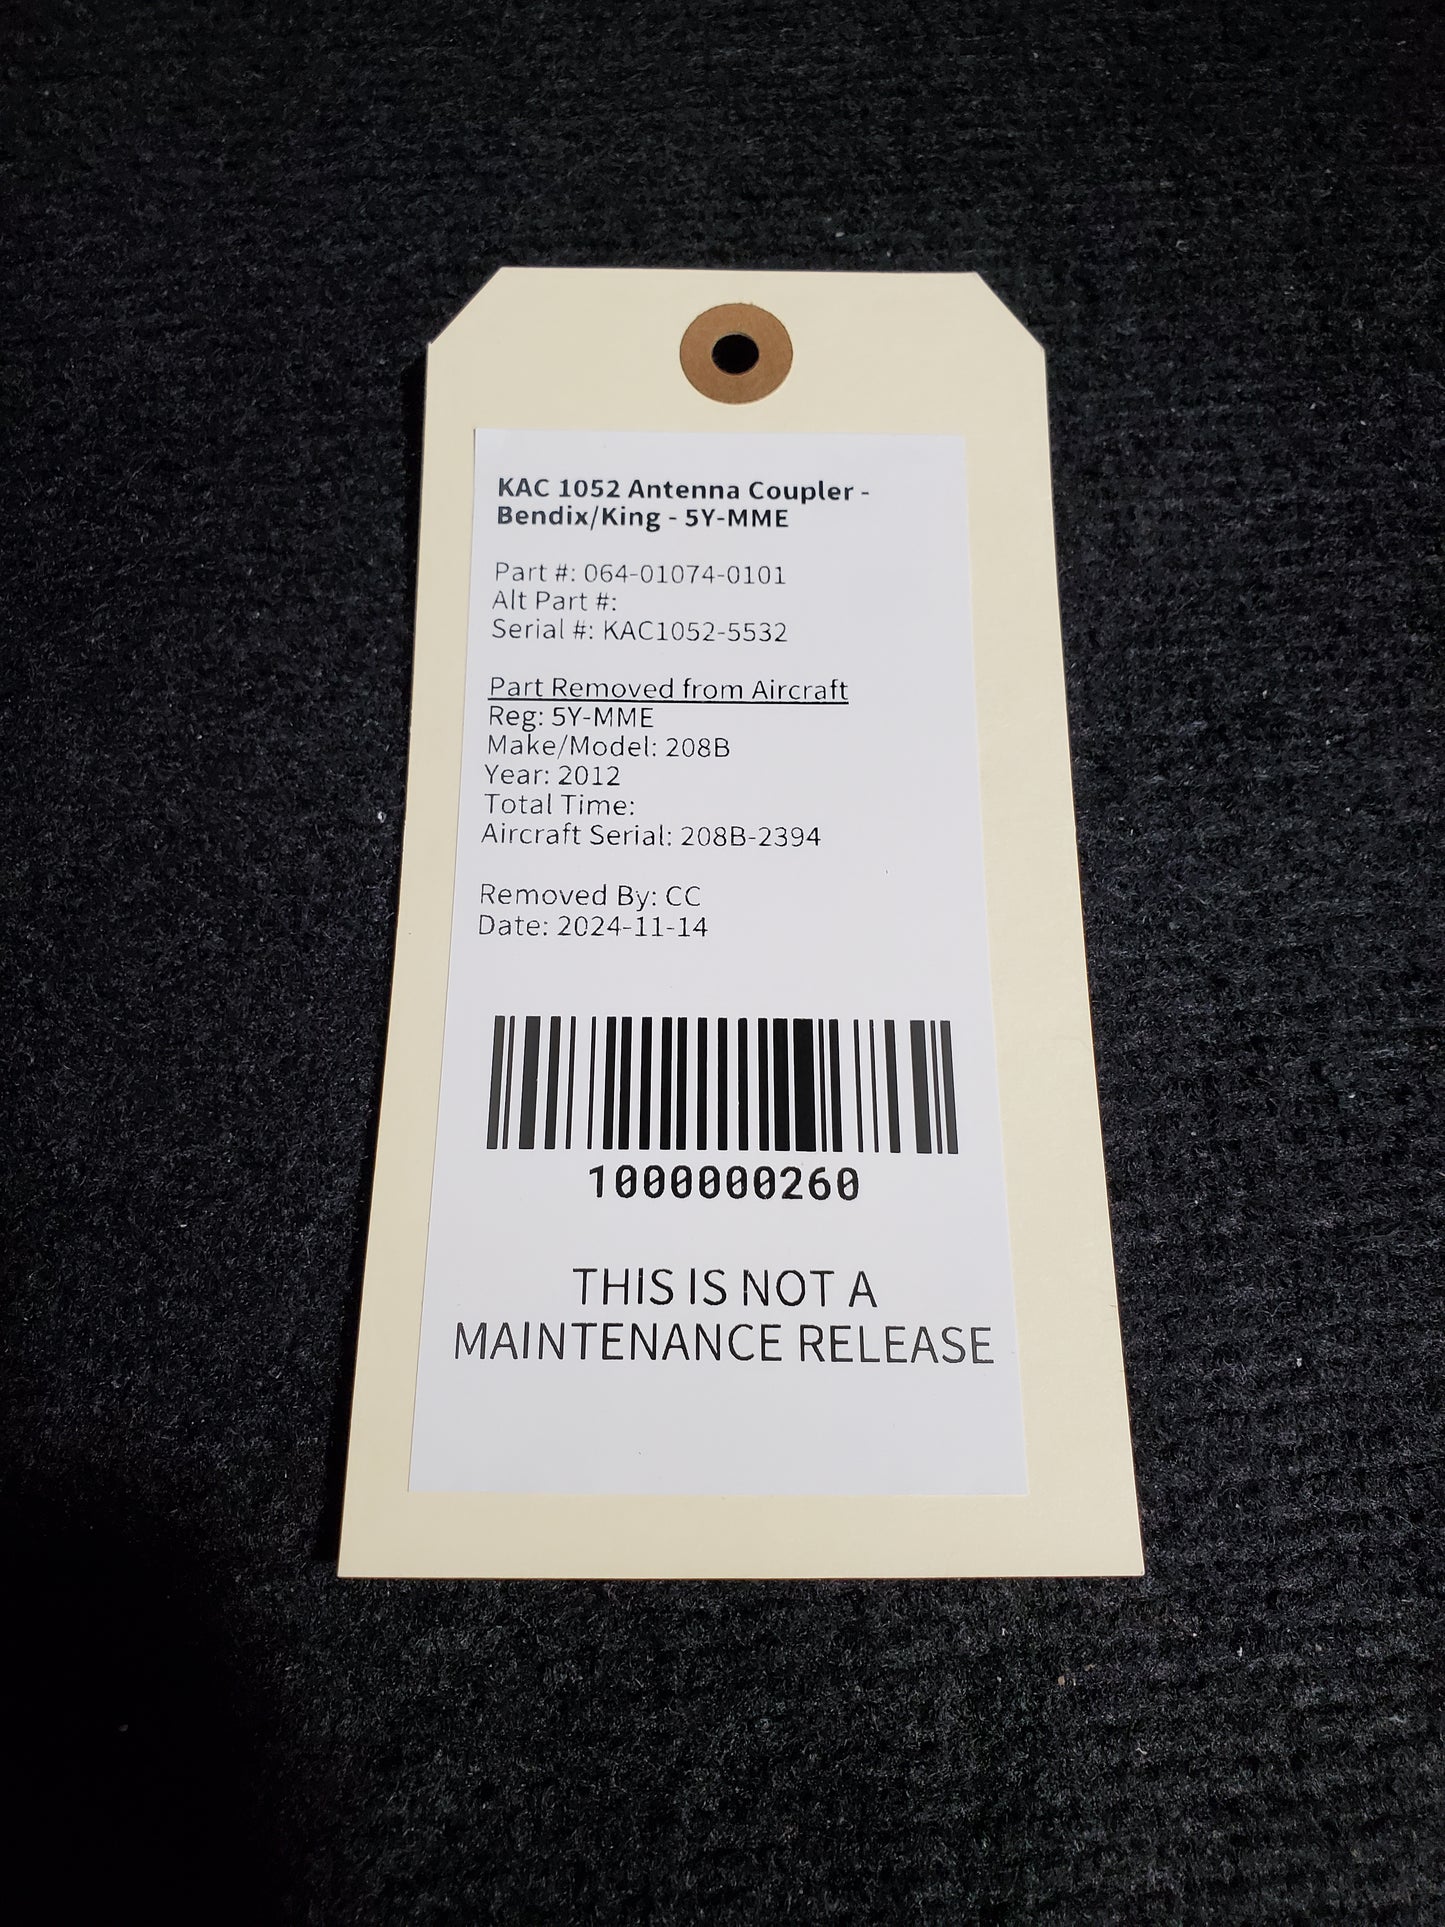 KAC 1052 Antenna Coupler -
Bendix/King - 5Y-MME
Part #: 064-01074-0101
Alt Part #:
Serial #: KAC1052-5532
Part Removed from Aircraft
Reg: 5Y-MME
Make/Model: 208B
Year: 2012
Total Time:
Aircraft Serial: 208B-2394
Removed By: CC
Date: 2024-11-14
1000000260
THIS IS NOT A
MAINTENANCE RELEASE